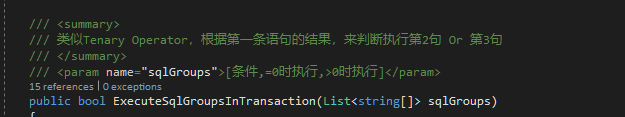 /// <summary>
/// 类似Tenary Operator, 根据第一条语句的结果, 来判断执行第2句 Or 第3句
/// </summary>
/// <param name="sqlGroups">[条件,=0时执行,>0时执行]</param>
15 references | 0 exceptions
public bool ExecuteSqlGroupsInTransaction(List<string[]> sqlGroups)
{